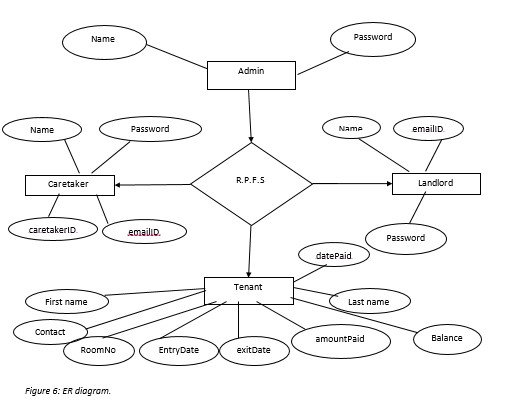 Name
Password
Admin
Name
Password
Name
emailID
Caretaker
R.P.F.S
Landlord
caretakerID
emailID
Password
datePaid
Tenant
First name
Last name
Contact
RoomNo
EntryDate
exitDate
amountPaid
Balance
Figure 6: ER diagram.